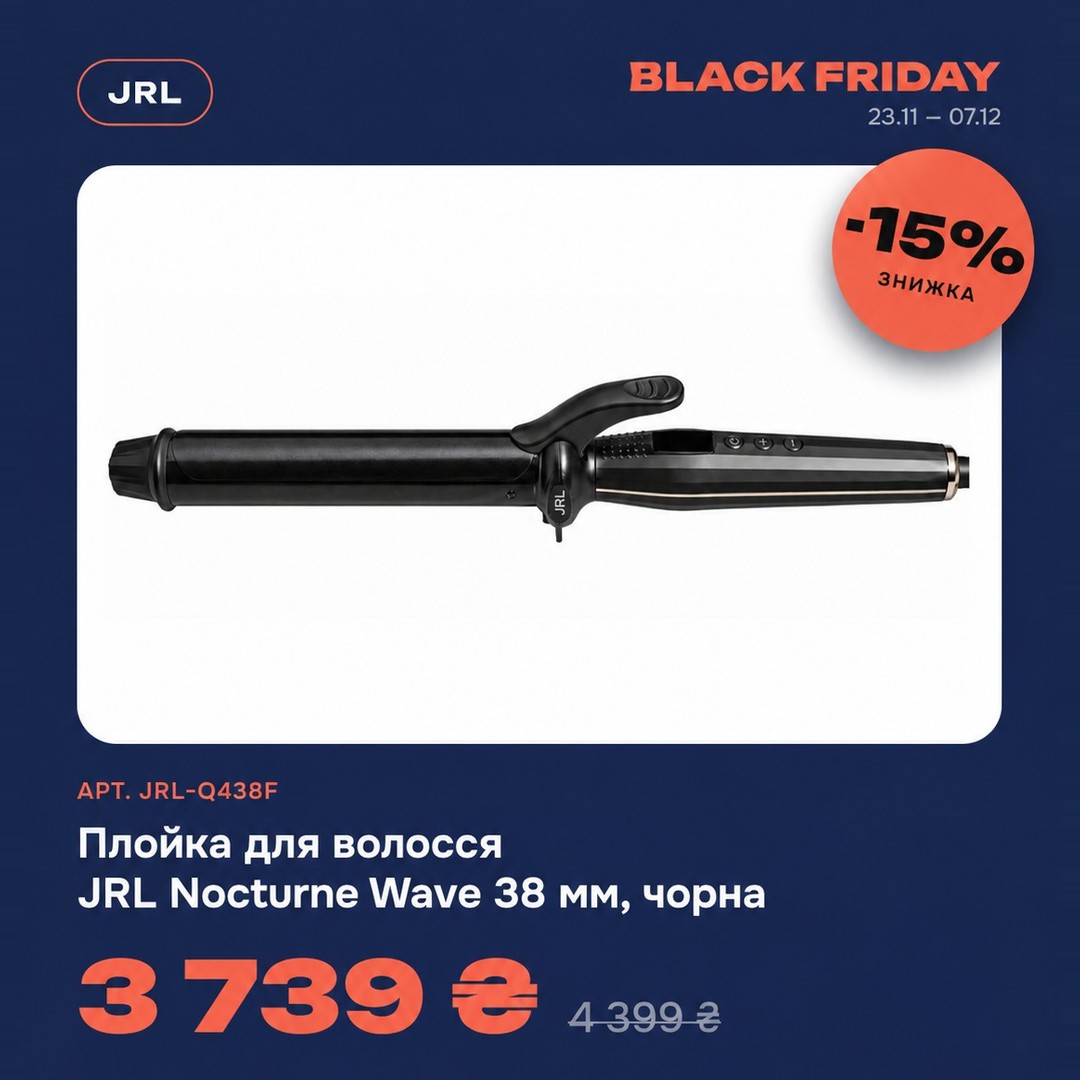 JRL
BLACK FRIDAY
23.11 — 07.12
-15%
ЗНИЖКА
JRL
АРТ. JRL-Q438F
Плойка для волосся
JRL Nocturne Wave 38 мм, чорна
3 739 ₴ 4 399 ₴